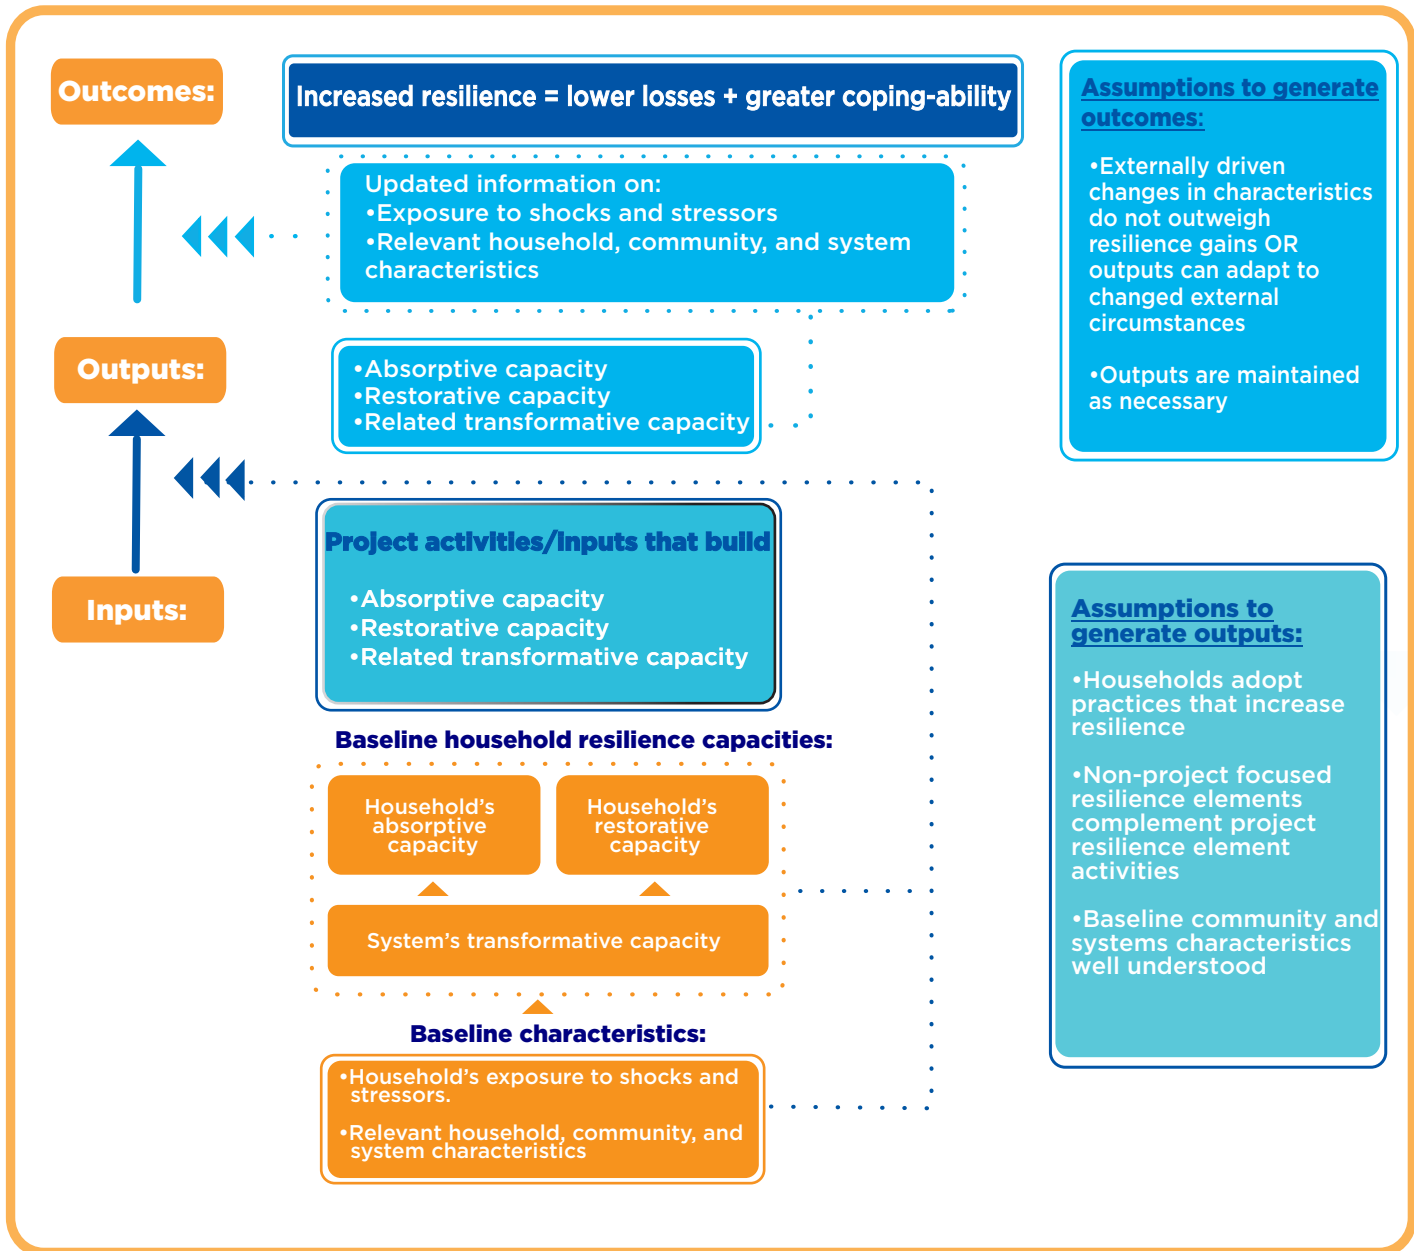 Outcomes:
Increased resilience = lower losses + greater coping-ability
Updated information on:
•Exposure to shocks and stressors
•Relevant household, community, and system
characteristics
Outputs:
•Absorptive capacity
•Restorative capacity
•Related transformative capacity
Inputs:
Project activities/inputs that build
•Absorptive capacity
•Restorative capacity
•Related transformative capacity
Baseline household resilience capacities:
Household's
absorptive
capacity
Household's
restorative
capacity
System's transformative capacity
Baseline characteristics:
•Household's exposure to shocks and
stressors.
•Relevant household, community, and
system characteristics
Assumptions to generate
outcomes:
•Externally driven
changes in characteristics
do not outweigh
resilience gains OR
outputs can adapt to
changed external
circumstances
•Outputs are maintained
as necessary
Assumptions to
generate outputs:
•Households adopt
practices that increase
resilience
•Non-project focused
resilience elements
complement project
resilience element
activities
•Baseline community and
systems characteristics
well understood